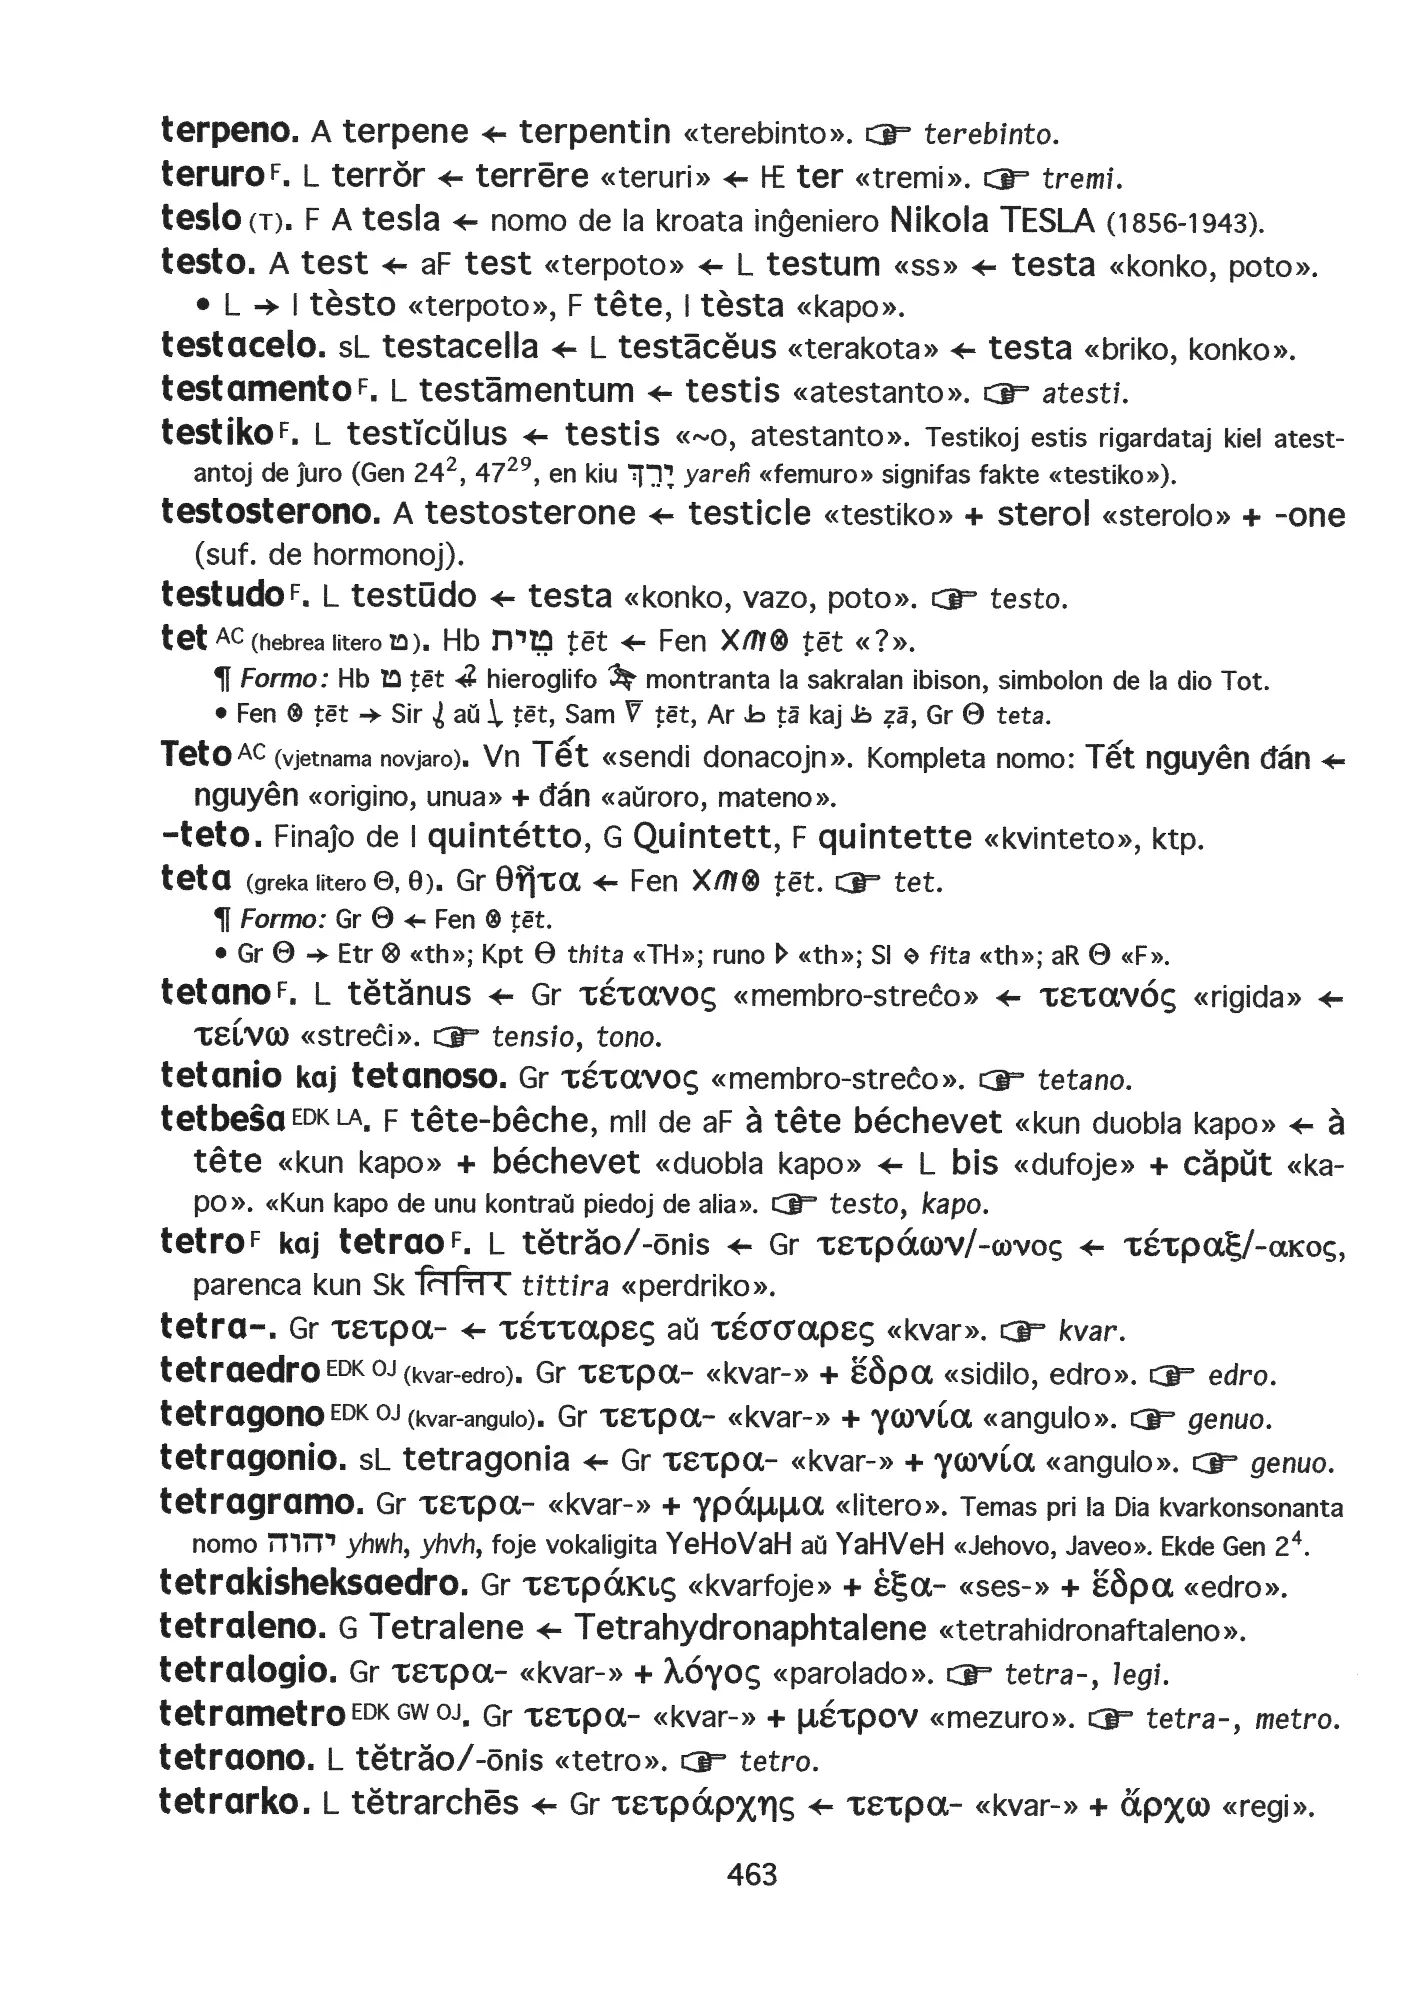 terpeno. A terpene ← terpentin «terebinto». ☞ terebinto.
teruro F. L terrŏr ← terrēre «teruri» ← IE ter «tremi». ☞ tremi.
teslo (T). F A tesla ← nomo de la kroata inĝeniero Nikola TESLA (1856-1943).
testo. A test ← aF test «terpoto» ← L testum «ss» ← testa «konko, poto».
• L → I tèsto «terpoto», F tête, I tèsta «kapo».
testacelo. sL testacella ← L testācĕus «terakota» ← testa «briko, konko».
testamento F. L testāmentum ← testis «atestanto». ☞ atesti.
testiko F. L testĭcŭlus ← testis «~o, atestanto». Testikoj estis rigardataj kiel atest-
antoj de ĵuro (Gen 24², 47²⁹, en kiu יָרֵךְ yareĥ «femuro» signifas fakte «testiko»).
testosterono. A testosterone ← testicle «testiko» + sterol «sterolo» + -one
(suf. de hormonoj).
testudo F. L testūdo ← testa «konko, vazo, poto». ☞ testo.
tet AC (hebrea litero ט). Hb טֵית ṭēt ← Fen ṭēt «?».
¶ Formo: Hb ט ṭēt hieroglifo montranta la sakralan ibison, simbolon de la dio Tot.
• Fen ṭēt → Sir aŭ ṭēt, Sam ṭēt, Ar ط ṭā kaj ظ ẓā, Gr Θ teta.
Teto AC (vjetnama novjaro). Vn Tết «sendi donacojn». Kompleta nomo: Tết nguyên đán ←
nguyên «origino, unua» + đán «aŭroro, mateno».
-teto. Finaĵo de I quintétto, G Quintett, F quintette «kvinteto», ktp.
teta (greka litero Θ, θ). Gr θῆτα ← Fen ṭēt. ☞ tet.
¶ Formo: Gr Θ ← Fen ṭēt.
• Gr Θ → Etr ⊗ «th»; Kpt Ө thita «TH»; runo ᚦ «th»; Sl fita «th»; aR Ѳ «F».
tetano F. L tĕtănus ← Gr τέτανος «membro-streĉo» ← τετανός «rigida» ←
τείνω «streĉi». ☞ tensio, tono.
tetanio kaj tetanoso. Gr τέτανος «membro-streĉo». ☞ tetano.
tetbeŝa EDK LA. F tête-bêche, mll de aF à tête béchevet «kun duobla kapo» ← à
tête «kun kapo» + béchevet «duobla kapo» ← L bis «dufoje» + căpŭt «ka-
po». «Kun kapo de unu kontraŭ piedoj de alia». ☞ testo, kapo.
tetro F kaj tetrao F. L tĕtrăo/-ōnis ← Gr τετράων/-ωνος ← τέτραξ/-ακος,
parenca kun Sk तित्तिर tittira «perdriko».
tetra-. Gr τετρα- ← τέτταρες aŭ τέσσαρες «kvar». ☞ kvar.
tetraedro EDK OJ (kvar-edro). Gr τετρα- «kvar-» + ἕδρα «sidilo, edro». ☞ edro.
tetragono EDK OJ (kvar-angulo). Gr τετρα- «kvar-» + γωνία «angulo». ☞ genuo.
tetragonio. sL tetragonia ← Gr τετρα- «kvar-» + γωνία «angulo». ☞ genuo.
tetragramo. Gr τετρα- «kvar-» + γράμμα «litero». Temas pri la Dia kvarkonsonanta
nomo יהוה yhwh, yhvh, foje vokaligita YeHoVaH aŭ YaHVeH «Jehovo, Javeo». Ekde Gen 2⁴.
tetrakisheksaedro. Gr τετράκις «kvarfoje» + ἑξα- «ses-» + ἕδρα «edro».
tetraleno. G Tetralene ← Tetrahydronaphtalene «tetrahidronaftaleno».
tetralogio. Gr τετρα- «kvar-» + λόγος «parolado». ☞ tetra-, legi.
tetrametro EDK GW OJ. Gr τετρα- «kvar-» + μέτρον «mezuro». ☞ tetra-, metro.
tetraono. L tĕtrăo/-ōnis «tetro». ☞ tetro.
tetrarko. L tĕtrarchēs ← Gr τετράρχης ← τετρα- «kvar-» + ἄρχω «regi».
463